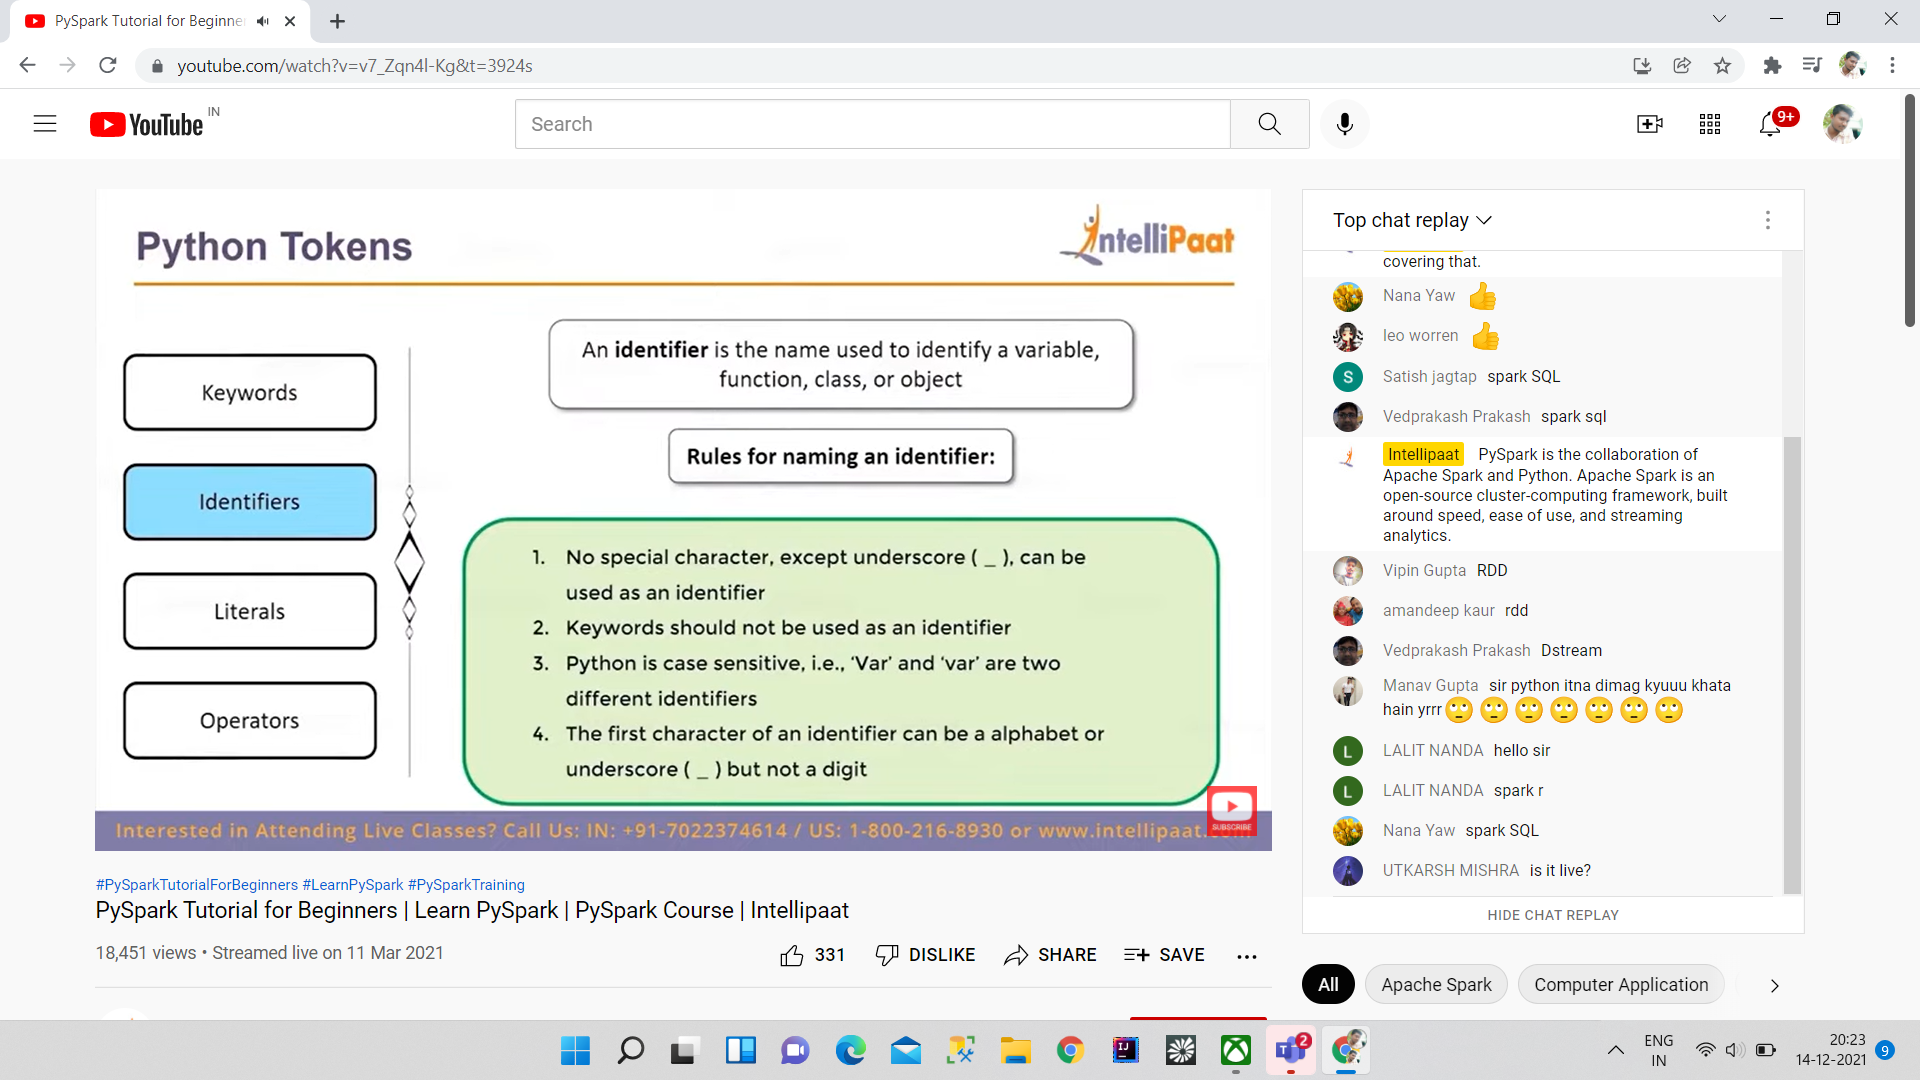 PySpark Tutorial for Beginne
youtube.com/watch?v=v7_Zqn4l-Kg&t=3924s
YouTube IN
Search
9+
Python Tokens
IntelliPaat
Keywords
Identifiers
Literals
Operators
An identifier is the name used to identify a variable,
function, class, or object
Rules for naming an identifier:
1. No special character, except underscore ( _ ), can be
used as an identifier
2. Keywords should not be used as an identifier
3. Python is case sensitive, i.e., ‘Var’ and ‘var’ are two
different identifiers
4. The first character of an identifier can be a alphabet or
underscore ( _ ) but not a digit
SUBSCRIBE
Interested in Attending Live Classes? Call Us: IN: +91-7022374614 / US: 1-800-216-8930 or www.intellipaat.com
#PySparkTutorialForBeginners #LearnPySpark #PySparkTraining
PySpark Tutorial for Beginners | Learn PySpark | PySpark Course | Intellipaat
18,451 views • Streamed live on 11 Mar 2021
331 DISLIKE SHARE SAVE
Top chat replay
covering that.
Nana Yaw
leo worren
S Satish jagtap spark SQL
Vedprakash Prakash spark sql
Intellipaat PySpark is the collaboration of
Apache Spark and Python. Apache Spark is an
open-source cluster-computing framework, built
around speed, ease of use, and streaming
analytics.
Vipin Gupta RDD
amandeep kaur rdd
Vedprakash Prakash Dstream
Manav Gupta sir python itna dimag kyuuu khata
hain yrrr 🙄🙄🙄🙄🙄🙄🙄
L LALIT NANDA hello sir
L LALIT NANDA spark r
Nana Yaw spark SQL
UTKARSH MISHRA is it live?
HIDE CHAT REPLAY
All Apache Spark Computer Application
IJ
2
ENG
IN
20:23
14-12-2021
9